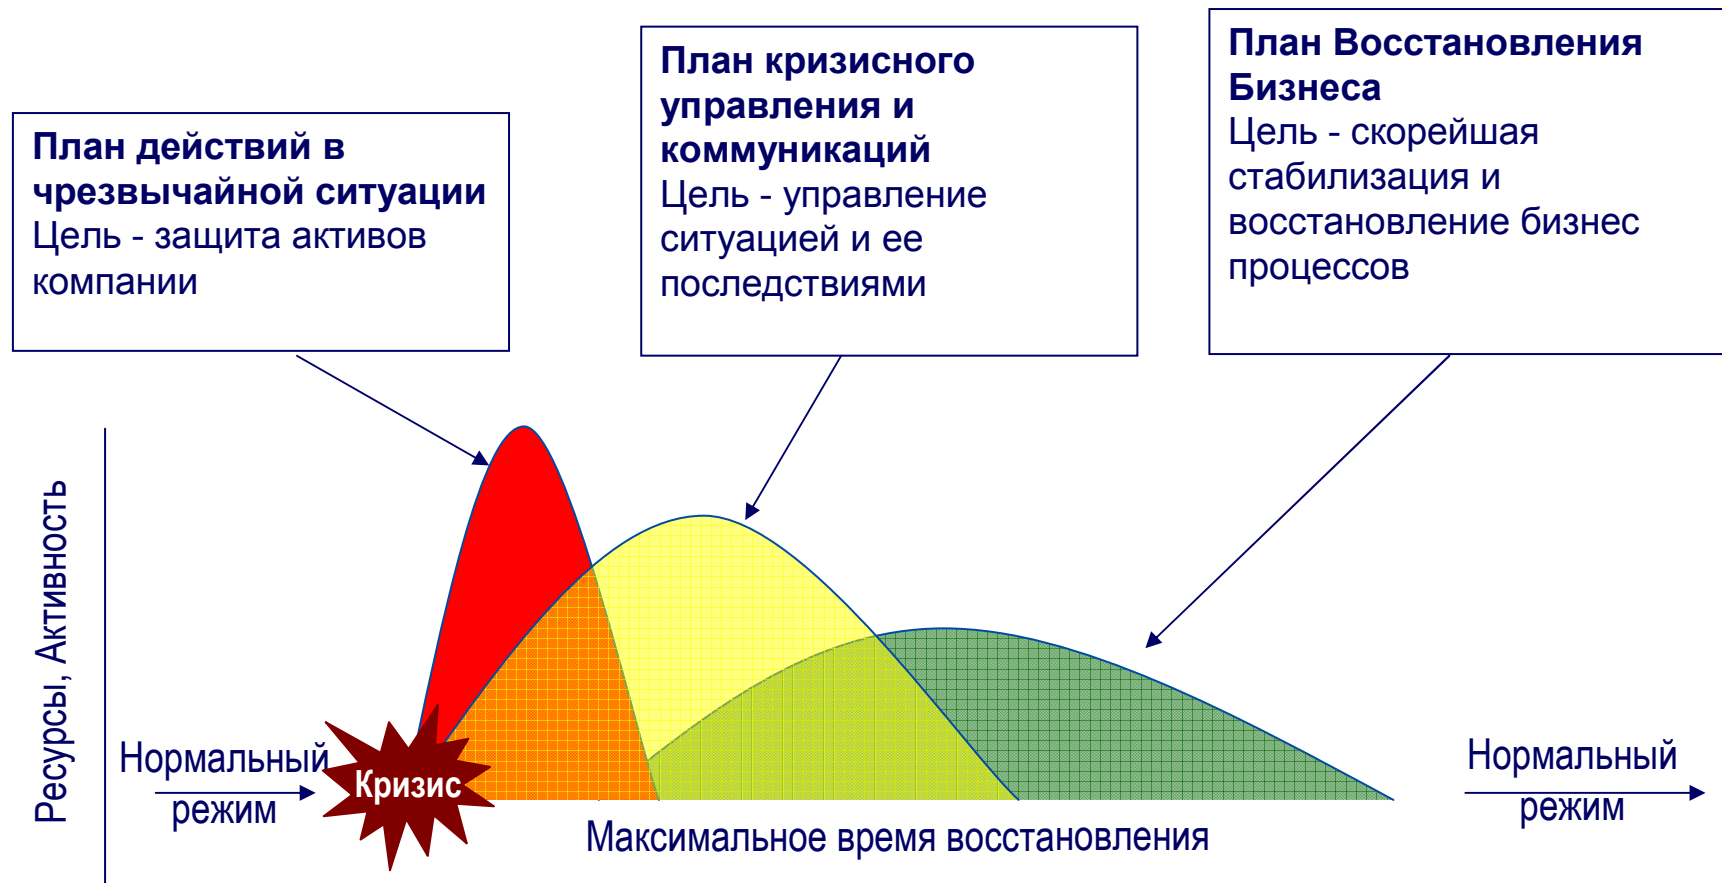 План действий в
чрезвычайной ситуации
Цель - защита активов
компании
План кризисного
управления и
коммуникаций
Цель - управление
ситуацией и ее
последствиями
План Восстановления
Бизнеса
Цель - скорейшая
стабилизация и
восстановление бизнес
процессов
Ресурсы, Активность
Нормальный
режим
Кризис
Максимальное время восстановления
Нормальный
режим